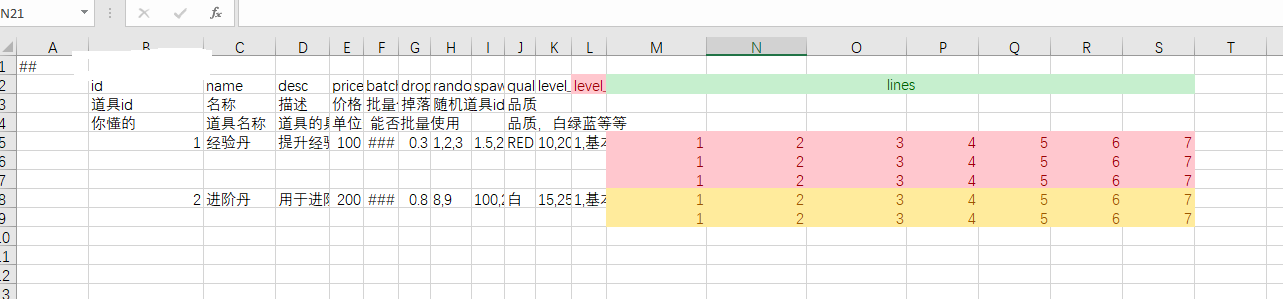 N21 fx
A B C D E F G H I J K L M N O P Q R S T
1 ##
2 id name desc price batch drop rando spaw qual level_ level_ lines
3 道具id 名称 描述 价格 批量 掉落 随机道具id 品质
4 你懂的 道具名称 道具的 单位 能否批量使用 品质，白绿蓝等等
5 1 经验丹 提升经验 100 ### 0.3 1,2,3 1.5,2 RED 10,20 1,基本 1 2 3 4 5 6 7
6 1 2 3 4 5 6 7
7 1 2 3 4 5 6 7
8 2 进阶丹 用于进阶 200 ### 0.8 8,9 100,2 白 15,25 1,基本 1 2 3 4 5 6 7
9 1 2 3 4 5 6 7
.0
.1
.2
.3